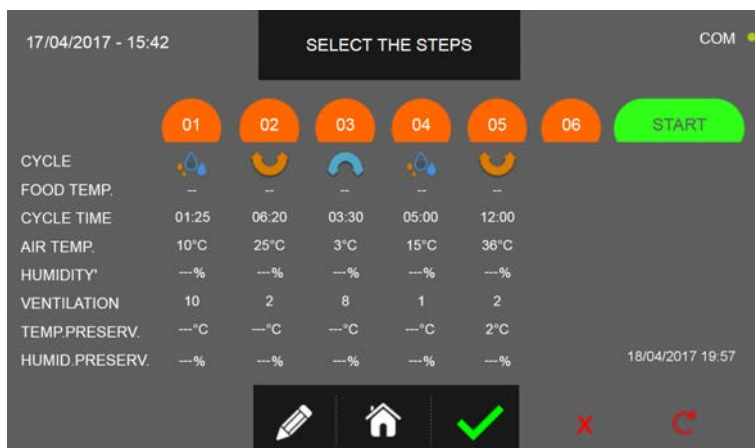 17/04/2017 - 15:42 SELECT THE STEPS COM
01 02 03 04 05 06 START
CYCLE
FOOD TEMP. -- -- -- -- --
CYCLE TIME 01:25 06:20 03:30 05:00 12:00
AIR TEMP. 10°C 25°C 3°C 15°C 36°C
HUMIDITY' ---% ---% ---% ---% ---%
VENTILATION 10 2 8 1 2
TEMP.PRESERV. ---°C ---°C ---°C ---°C 2°C
HUMID.PRESERV. ---% ---% ---% ---% ---% 18/04/2017 19:57
X